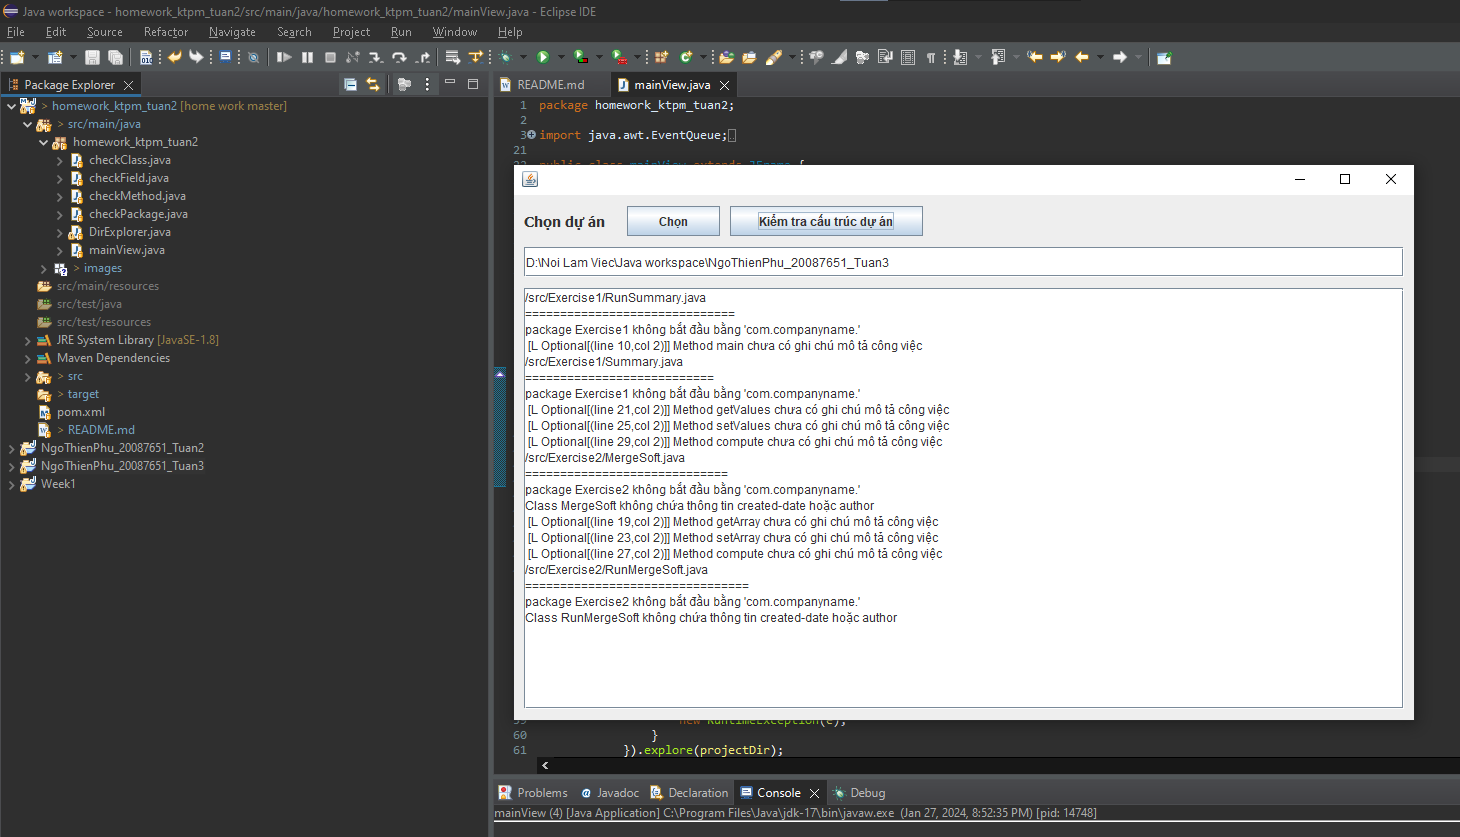 Java workspace - homework_ktpm_tuan2/src/main/java/homework_ktpm_tuan2/mainView.java - Eclipse IDE
File Edit Source Refactor Navigate Search Project Run Window Help
Package Explorer
> homework_ktpm_tuan2 [home work master]
> src/main/java
homework_ktpm_tuan2
checkClass.java
checkField.java
checkMethod.java
checkPackage.java
DirExplorer.java
mainView.java
> images
src/main/resources
src/test/java
src/test/resources
JRE System Library [JavaSE-1.8]
Maven Dependencies
> src
> target
pom.xml
> README.md
NgoThienPhu_20087651_Tuan2
NgoThienPhu_20087651_Tuan3
Week1
README.md mainView.java
1 package homework_ktpm_tuan2;
2
3 import java.awt.EventQueue;
21
22 public class mainView extends JFrame {
Chọn dự án Chọn Kiểm tra cấu trúc dự án
D:\Noi Lam Viec\Java workspace\NgoThienPhu_20087651_Tuan3
/src/Exercise1/RunSummary.java
==============================
package Exercise1 không bắt đầu bằng 'com.companyname.'
[L Optional[(line 10,col 2)]] Method main chưa có ghi chú mô tả công việc
/src/Exercise1/Summary.java
===========================
package Exercise1 không bắt đầu bằng 'com.companyname.'
[L Optional[(line 21,col 2)]] Method getValues chưa có ghi chú mô tả công việc
[L Optional[(line 25,col 2)]] Method setValues chưa có ghi chú mô tả công việc
[L Optional[(line 29,col 2)]] Method compute chưa có ghi chú mô tả công việc
/src/Exercise2/MergeSoft.java
=============================
package Exercise2 không bắt đầu bằng 'com.companyname.'
Class MergeSoft không chứa thông tin created-date hoặc author
[L Optional[(line 19,col 2)]] Method getArray chưa có ghi chú mô tả công việc
[L Optional[(line 23,col 2)]] Method setArray chưa có ghi chú mô tả công việc
[L Optional[(line 27,col 2)]] Method compute chưa có ghi chú mô tả công việc
/src/Exercise2/RunMergeSoft.java
================================
package Exercise2 không bắt đầu bằng 'com.companyname.'
Class RunMergeSoft không chứa thông tin created-date hoặc author
59 new RuntimeException(e);
60 }
61 }).explore(projectDir);
Problems Javadoc Declaration Console Debug
mainView (4) [Java Application] C:\Program Files\Java\jdk-17\bin\javaw.exe (Jan 27, 2024, 8:52:35 PM) [pid: 14748]